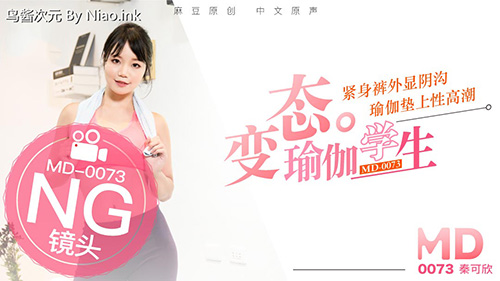 鸟酱次元 By Niao.ink
麻豆原创 中文原声
紧身裤外显阴沟
瑜伽垫上性高潮
变态。瑜伽学生
MD-0073
MD-0073
NG
镜头
MD
0073 秦可欣